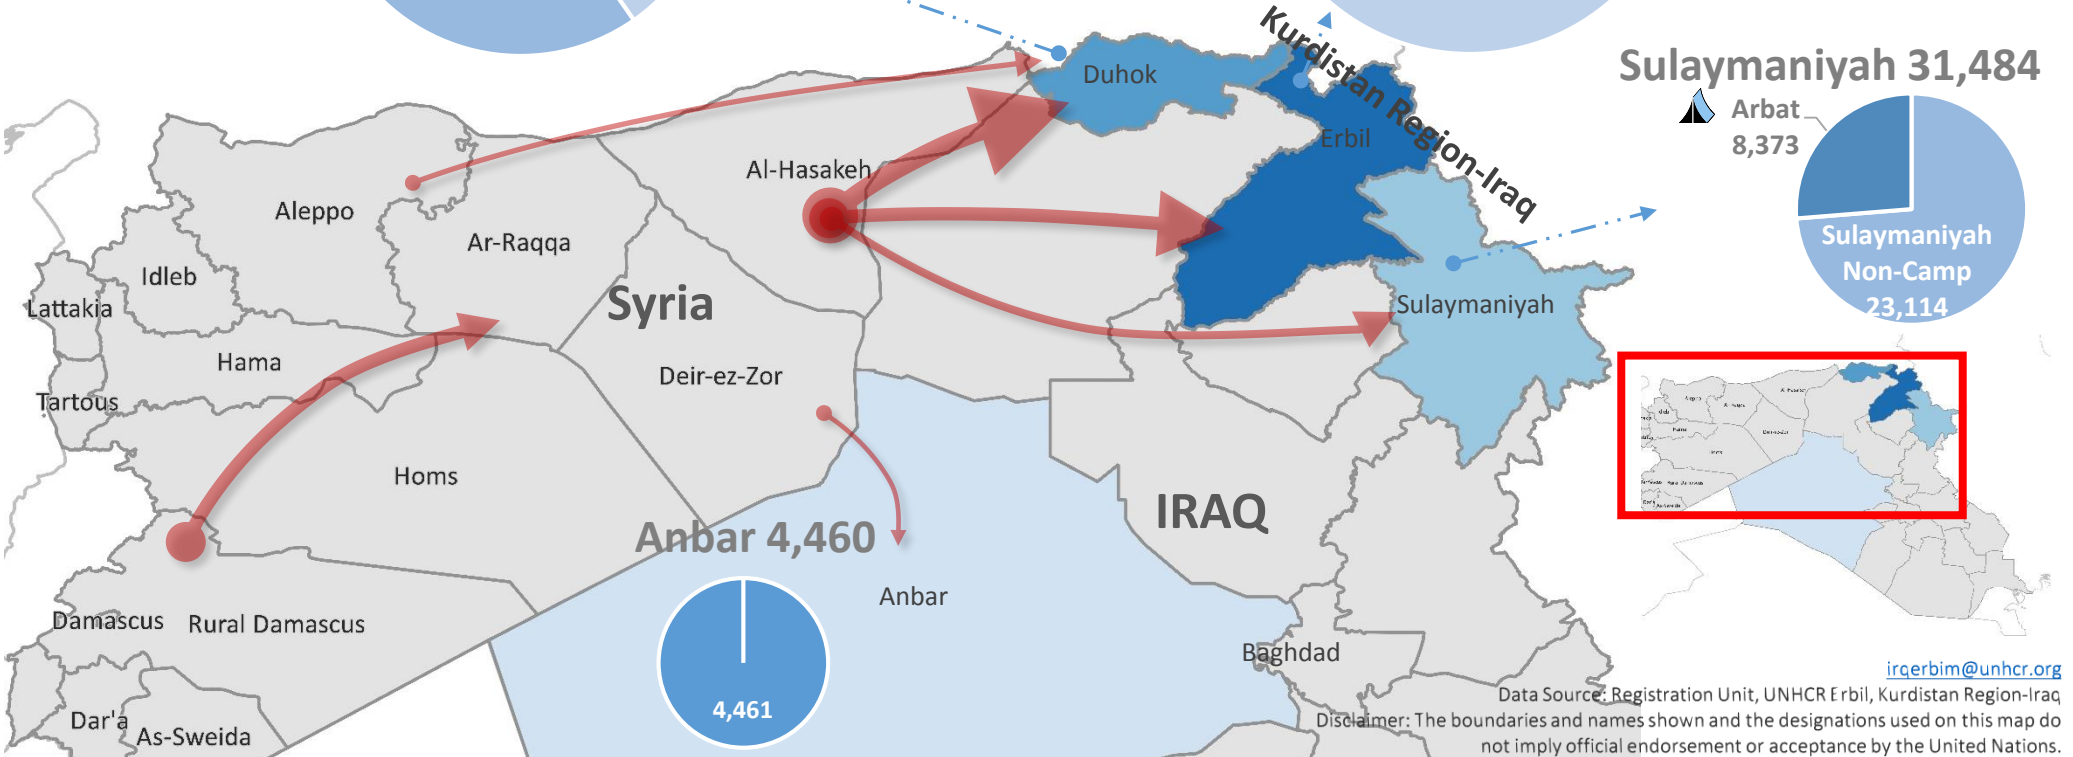 Kurdistan Region-Iraq
Sulaymaniyah 31,484
Duhok
Arbat
8,373
Erbil
Al-Hasakeh
Aleppo
Ar-Raqqa
Sulaymaniyah
Non-Camp
23,114
Idleb
Lattakia
Syria
Sulaymaniyah
Hama
Deir-ez-Zor
Tartous
Homs
IRAQ
Anbar 4,460
Anbar
Damascus
Rural Damascus
Baghdad
4,461
Dar'a
As-Sweida
irqerbim@unhcr.org
Data Source: Registration Unit, UNHCR Erbil, Kurdistan Region-Iraq
Disclaimer: The boundaries and names shown and the designations used on this map do
not imply official endorsement or acceptance by the United Nations.